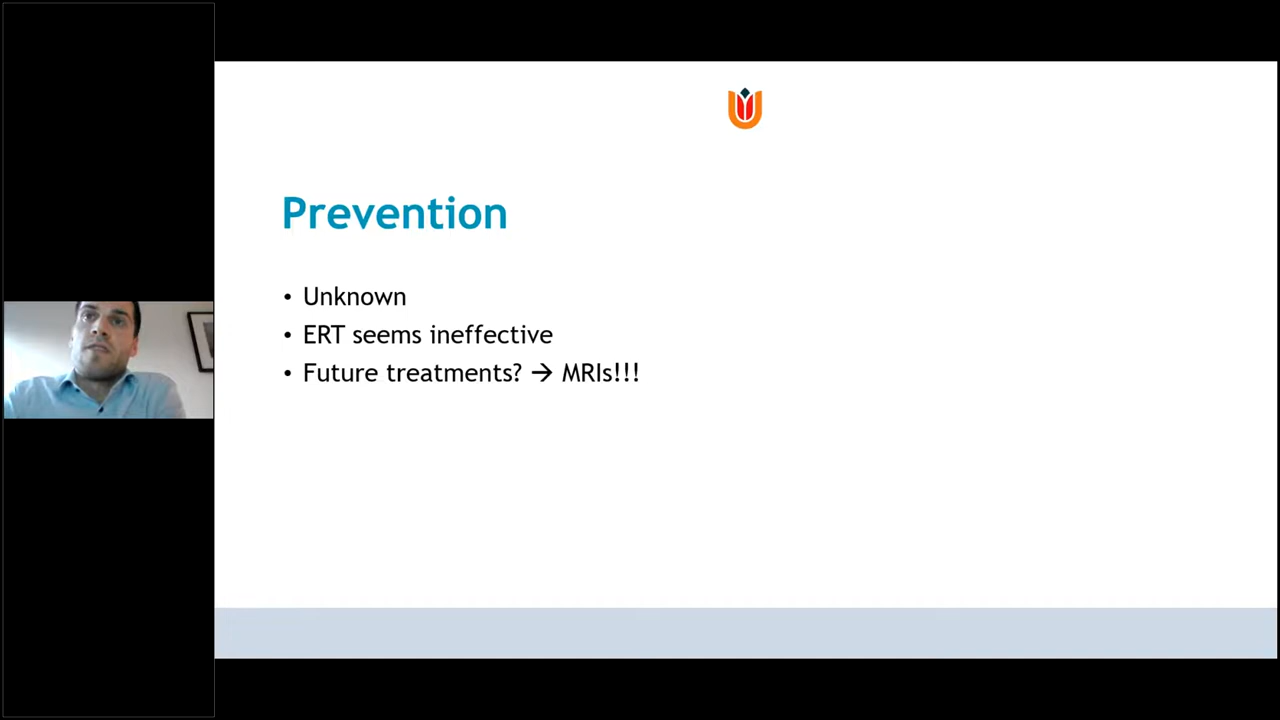 Prevention
• Unknown
• ERT seems ineffective
• Future treatments? → MRIs!!!